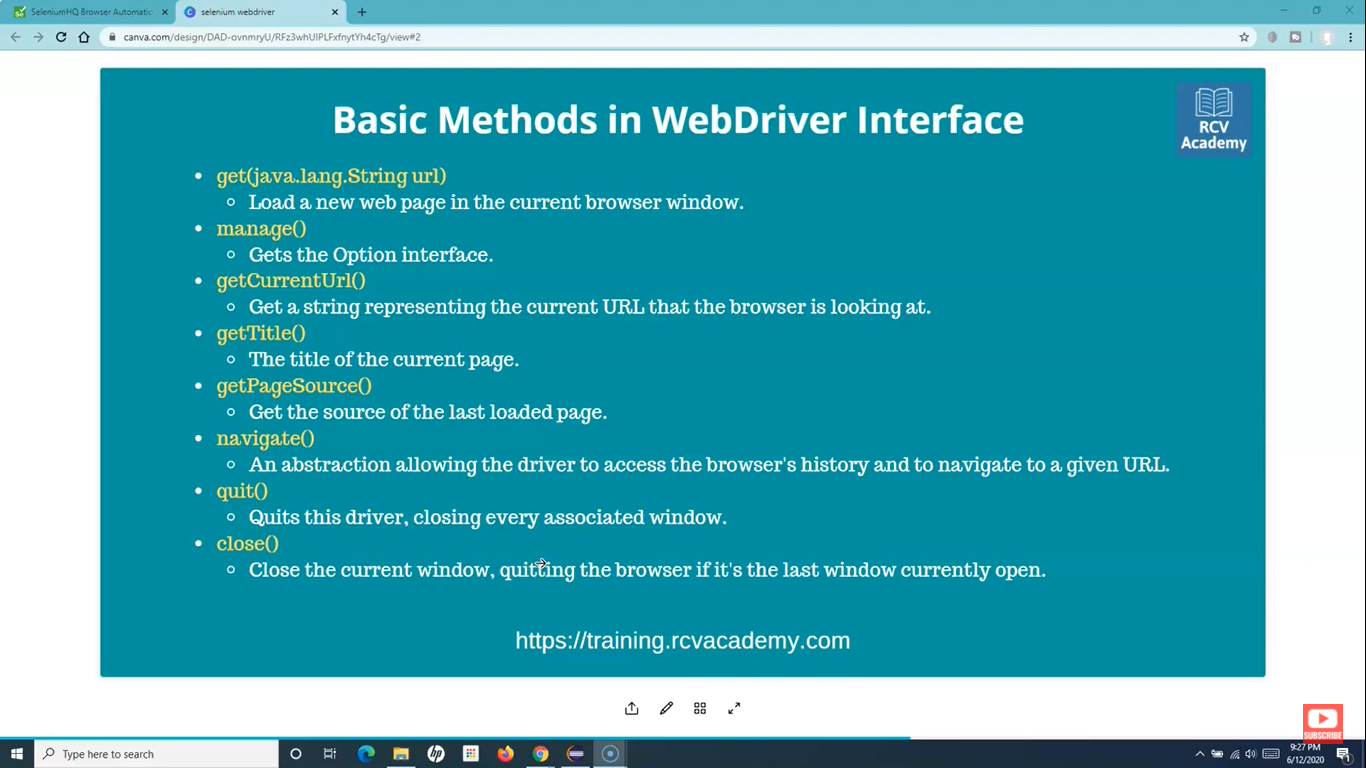 SeleniumHQ Browser Automatic
selenium webdriver
canva.com/design/DAD-ovnmryU/RFz3whUIPLFxfnytYh4cTg/view#2
Basic Methods in WebDriver Interface
RCV
Academy
• get(java.lang.String url)
Load a new web page in the current browser window.
• manage()
Gets the Option interface.
• getCurrentUrl()
Get a string representing the current URL that the browser is looking at.
• getTitle()
The title of the current page.
• getPageSource()
Get the source of the last loaded page.
• navigate()
An abstraction allowing the driver to access the browser's history and to navigate to a given URL.
• quit()
Quits this driver, closing every associated window.
• close()
Close the current window, quitting the browser if it's the last window currently open.
https://training.rcvacademy.com
SUBSCRIBE
Type here to search
hp
9:27 PM
6/12/2020
1